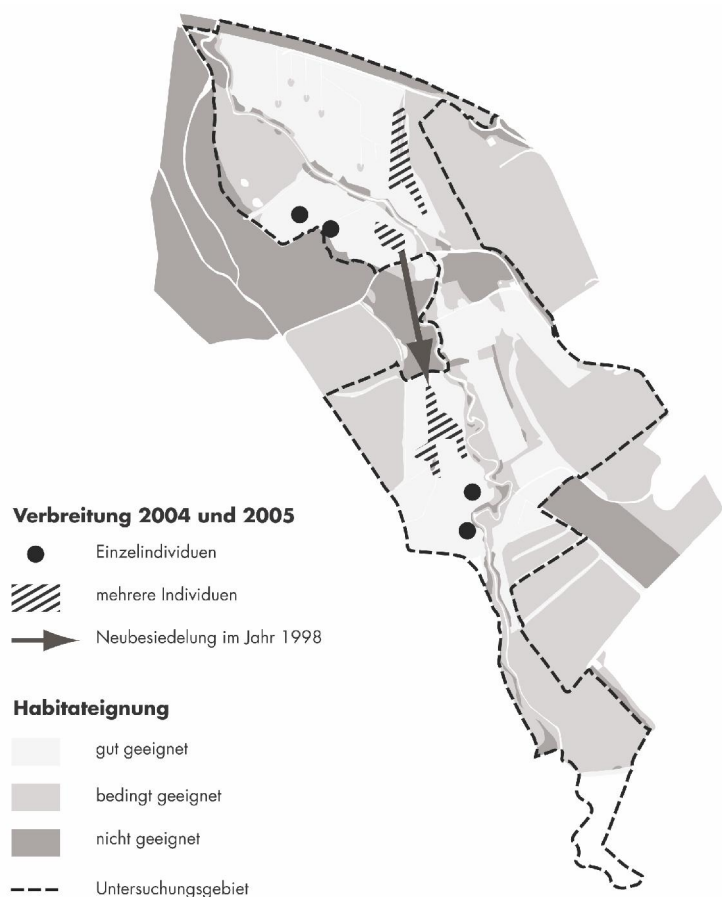 Verbreitung 2004 und 2005
Einzelindividuen
mehrere Individuen
Neubesiedelung im Jahr 1998
Habitateignung
gut geeignet
bedingt geeignet
nicht geeignet
Untersuchungsgebiet